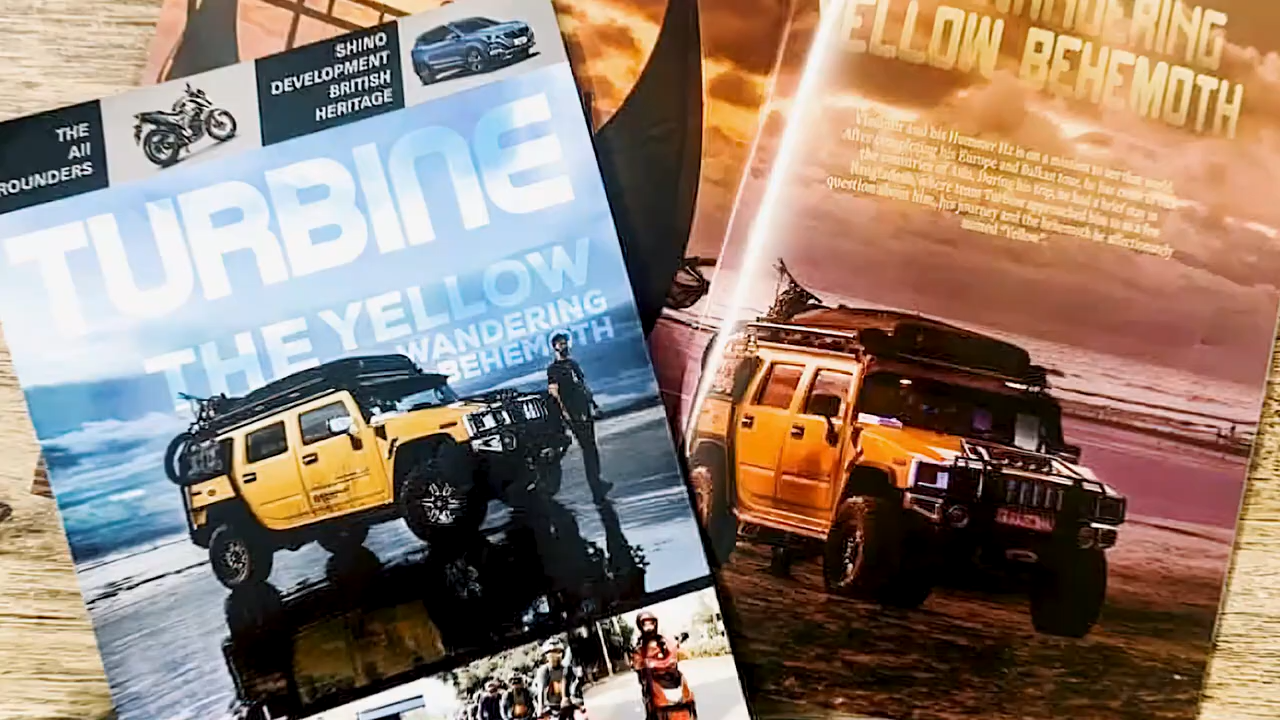 THE
All
ROUNDERS
SHINO
DEVELOPMENT
BRITISH
HERITAGE
TURBINE
THE YELLOW
WANDERING
BEHEMOTH
WANDERING
YELLOW BEHEMOTH
Vladimir and his Hummer H2 is on a mission to see the world.
After completing his Europe and Balkan tour, he has come to
the countries of Asia. During his trip, he had a brief stay in
Bangladesh, where team Turbine approached him to as a few
question about him, his journey and the behemoth he affectionately
named "Yellow"